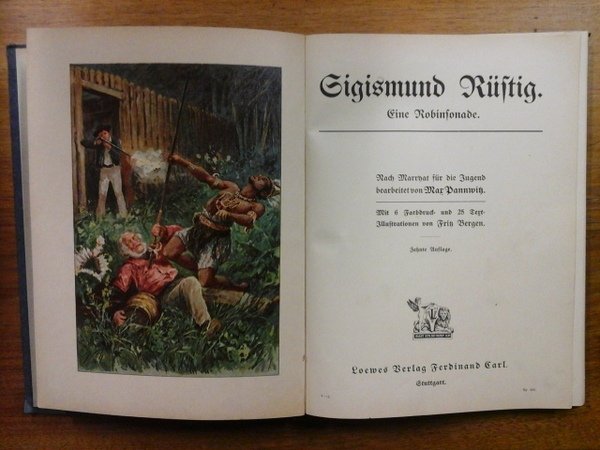 Sigismund Rüstig.
Eine Robinsonade.
Nach Marryat für die Jugend
bearbeitet von Max Pannwitz.
Mit 6 Farbdruck- und 25 Text-
Illustrationen von Fritz Bergen.
Zehnte Auflage.
Loewes Verlag Ferdinand Carl.
Stuttgart.